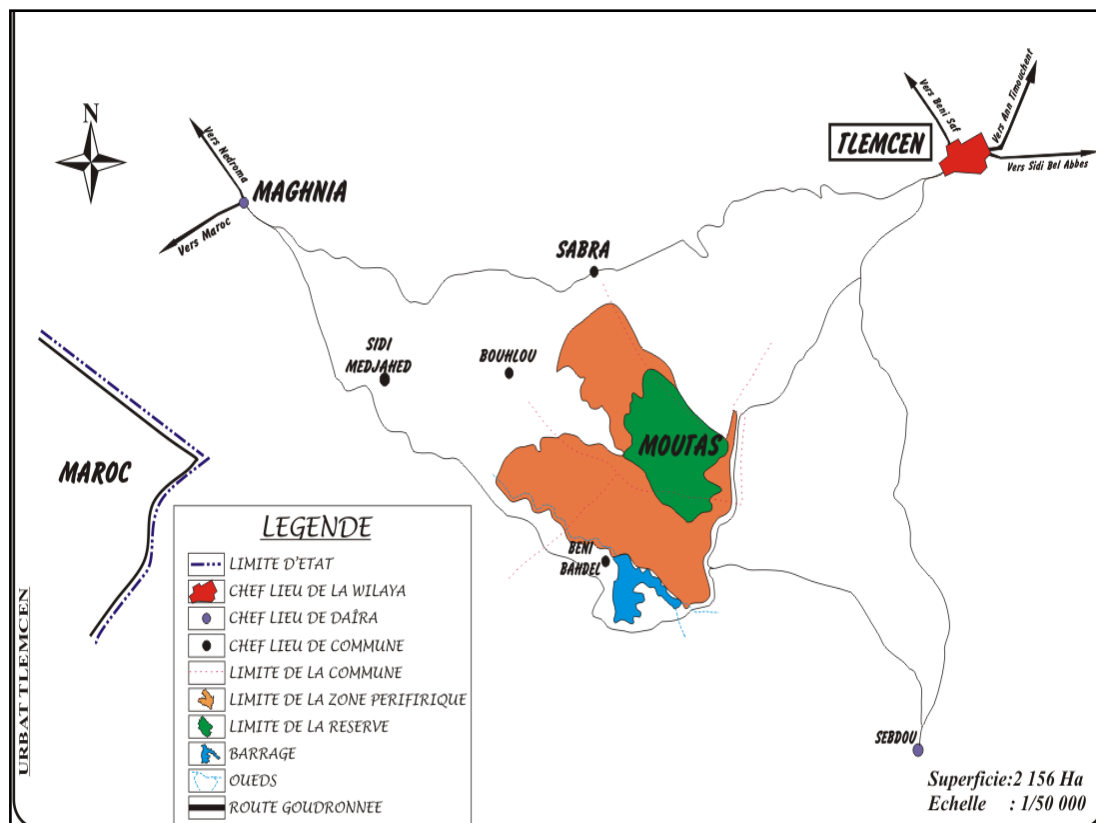 N
Vers Nedroma
MAGHNIA
Vers Maroc
Vers Beni Saf
Vers Ann Timouchent
TLEMCEN
Vers Sidi Bel Abbes
SABRA
SIDI
MEDJAHED
BOUHLOU
MOUTAS
MAROC
BENI
BAHDEL
SEBDOU
LEGENDE
LIMITE D'ETAT
CHEF LIEU DE LA WILAYA
CHEF LIEU DE DAÎRA
CHEF LIEU DE COMMUNE
LIMITE DE LA COMMUNE
LIMITE DE LA ZONE PERIFIRIQUE
LIMITE DE LA RESERVE
BARRAGE
OUEDS
ROUTE GOUDRONNEE
URBAT TLEMCEN
Superficie:2 156 Ha
Echelle : 1/50 000